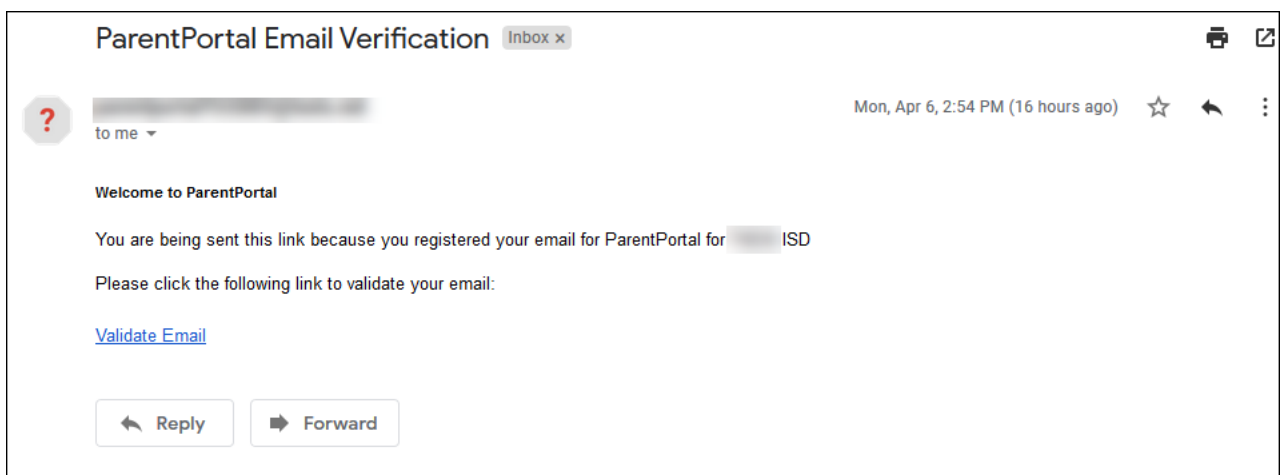 ParentPortal Email Verification Inbox x
?
Mon, Apr 6, 2:54 PM (16 hours ago)
to me
Welcome to ParentPortal
You are being sent this link because you registered your email for ParentPortal for ISD
Please click the following link to validate your email:
Validate Email
Reply Forward